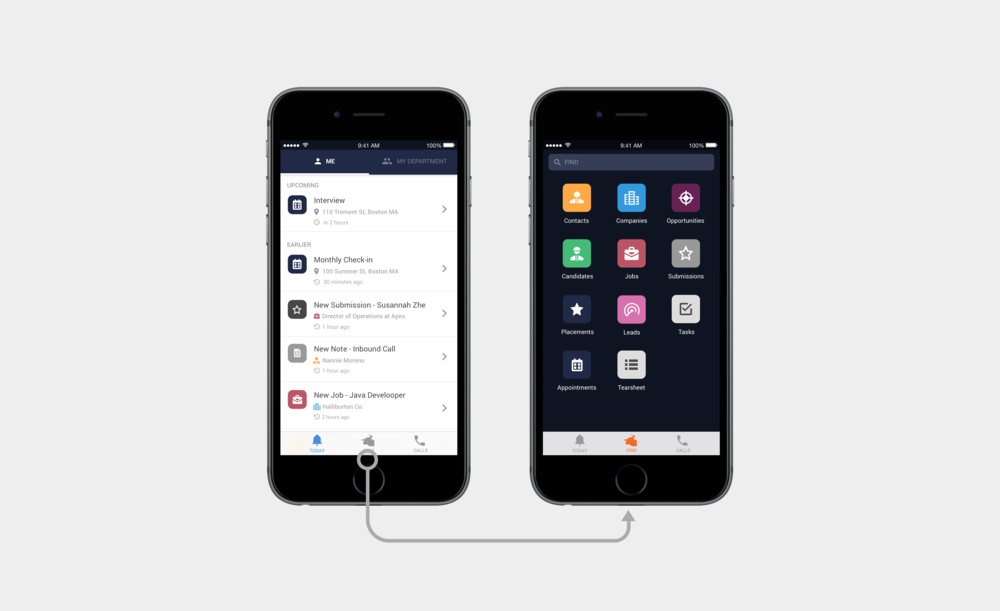 9:41 AM
100%
ME
MY DEPARTMENT
UPCOMING
Interview
110 Trement St, Boston MA
in 2 hours
EARLIER
Monthly Check-in
100 Summer St, Boston MA
30 minutes ago
New Submission - Susannah Zhe
Director of Operations at Apex
1 hour ago
New Note - Inbound Call
Nannie Moreno
1 hour ago
New Job - Java Develooper
Halliburton Co.
2 hours ago
TODAY
CRM
CALLS
9:41 AM
100%
FIND
Contacts
Companies
Opportunities
Candidates
Jobs
Submissions
Placements
Leads
Tasks
Appointments
Tearsheet
TODAY
CRM
CALLS